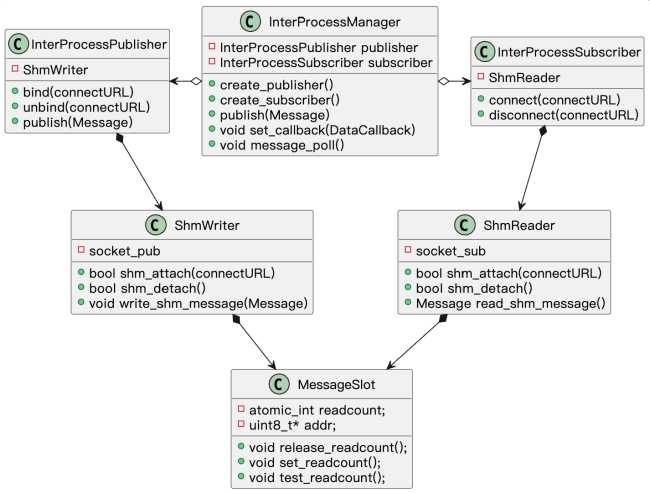 C InterProcessManager
InterProcessPublisher publisher
InterProcessSubscriber subscriber
create_publisher()
create_subscriber()
publish(Message)
void set_callback(DataCallback)
void message_poll()
C InterProcessPublisher
ShmWriter
bind(connectURL)
unbind(connectURL)
publish(Message)
C InterProcessSubscriber
ShmReader
connect(connectURL)
disconnect(connectURL)
C ShmWriter
socket_pub
bool shm_attach(connectURL)
bool shm_detach()
void write_shm_message(Message)
C ShmReader
socket_sub
bool shm_attach(connectURL)
bool shm_detach()
Message read_shm_message()
C MessageSlot
atomic_int readcount;
uint8_t* addr;
void release_readcount();
void set_readcount();
void test_readcount();